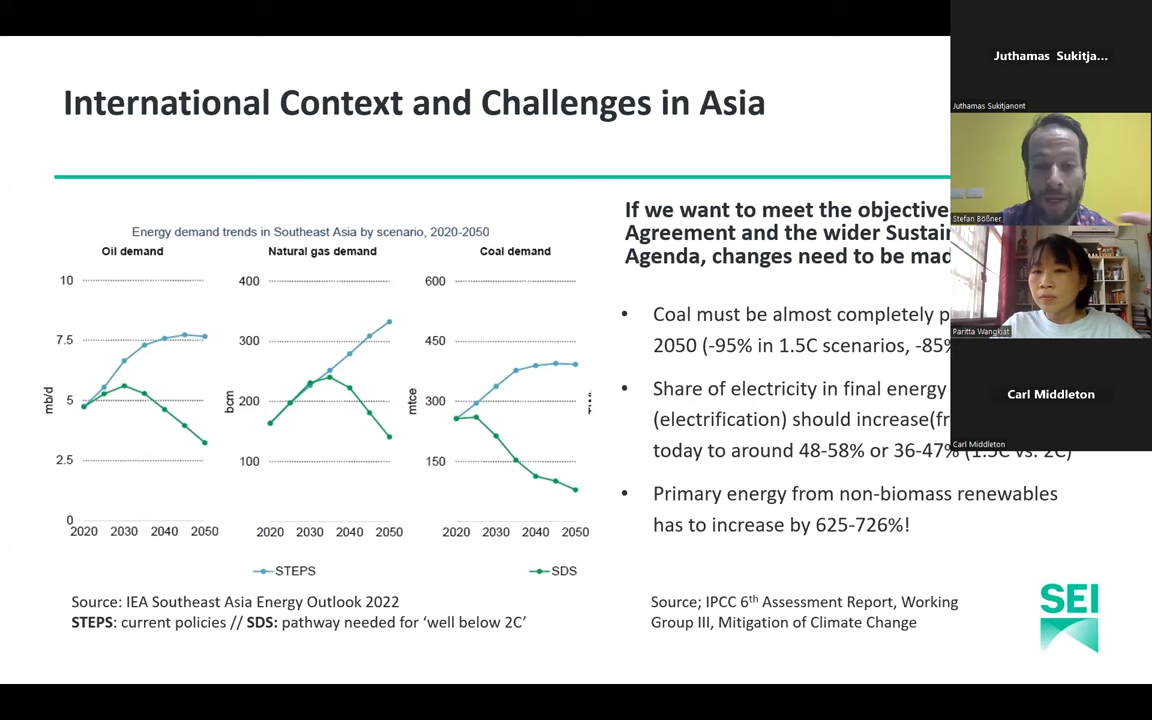 International Context and Challenges in Asia
Energy demand trends in Southeast Asia by scenario, 2020-2050
Oil demand
Natural gas demand
Coal demand
10
7.5
5
2.5
0
mb/d
2020 2030 2040 2050
400
300
200
100
bcm
2020 2030 2040 2050
600
450
300
150
mtce
2020 2030 2040 2050
STEPS
SDS
Source: IEA Southeast Asia Energy Outlook 2022
STEPS: current policies // SDS: pathway needed for ‘well below 2C’
If we want to meet the objective
Agreement and the wider Sustain
Agenda, changes need to be mad
• Coal must be almost completely p
2050 (-95% in 1.5C scenarios, -85%
• Share of electricity in final energy
(electrification) should increase(fr
today to around 48-58% or 36-47% (1.5C vs. 2C)
• Primary energy from non-biomass renewables
has to increase by 625-726%!
Source; IPCC 6th Assessment Report, Working
Group III, Mitigation of Climate Change
SEI
Juthamas Sukitja...
Juthamas Sukitjanont
Stefan Bößner
Paritta Wangkiat
Carl Middleton
Carl Middleton